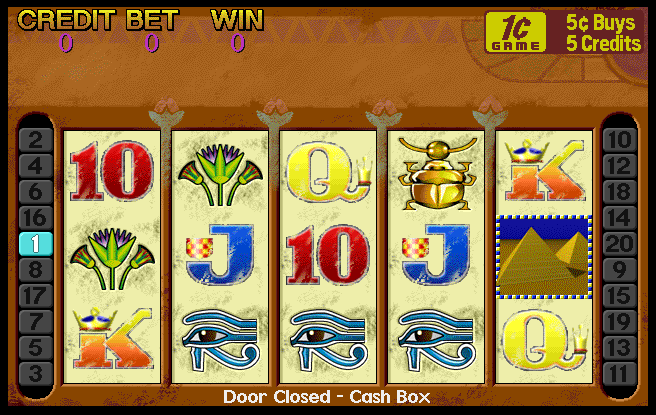 CREDIT BET WIN
0 0 0
1¢
GAME
5¢ Buys
5 Credits
2 10
4 12
6 18
16 14
1 20
8 9
17 15
7 19
5 13
3 11
10 Q K
J 10 J
K Q
Door Closed - Cash Box